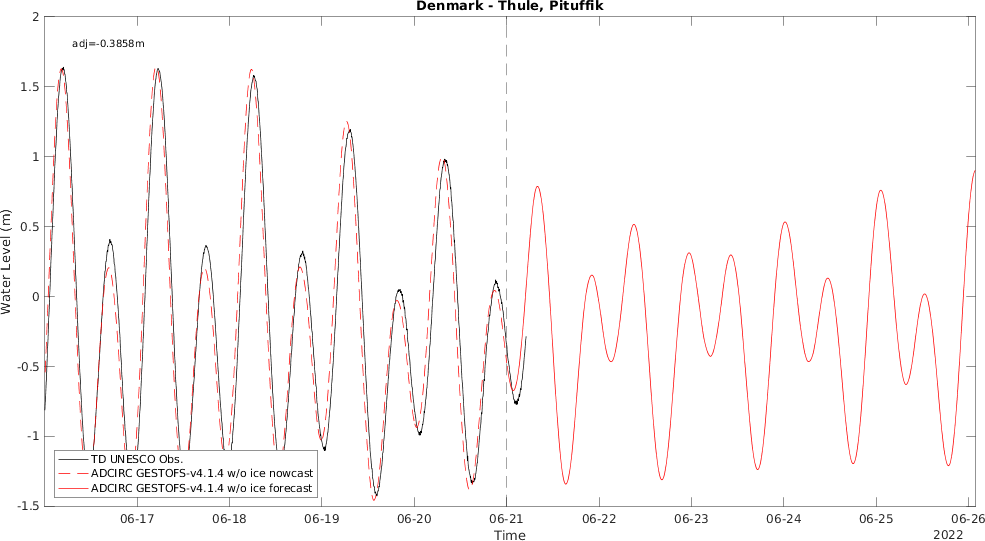 Denmark - Thule, Pituffik
adj=-0.3858m
Water Level (m)
2
1.5
1
0.5
0
-0.5
-1
-1.5
TD UNESCO Obs.
ADCIRC GESTOFS-v4.1.4 w/o ice nowcast
ADCIRC GESTOFS-v4.1.4 w/o ice forecast
06-17 06-18 06-19 06-20 06-21 06-22 06-23 06-24 06-25 06-26
Time
2022